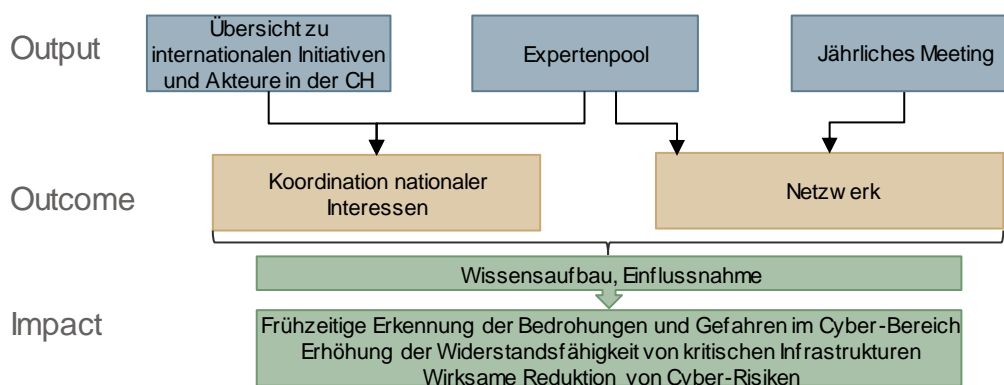 Output
Übersicht zu
internationalen Initiativen
und Akteure in der CH
Expertenpool
Jährliches Meeting
Outcome
Koordination nationaler
Interessen
Netzwerk
Wissensaufbau, Einflussnahme
Impact
Frühzeitige Erkennung der Bedrohungen und Gefahren im Cyber-Bereich
Erhöhung der Widerstandsfähigkeit von kritischen Infrastrukturen
Wirksame Reduktion von Cyber-Risiken